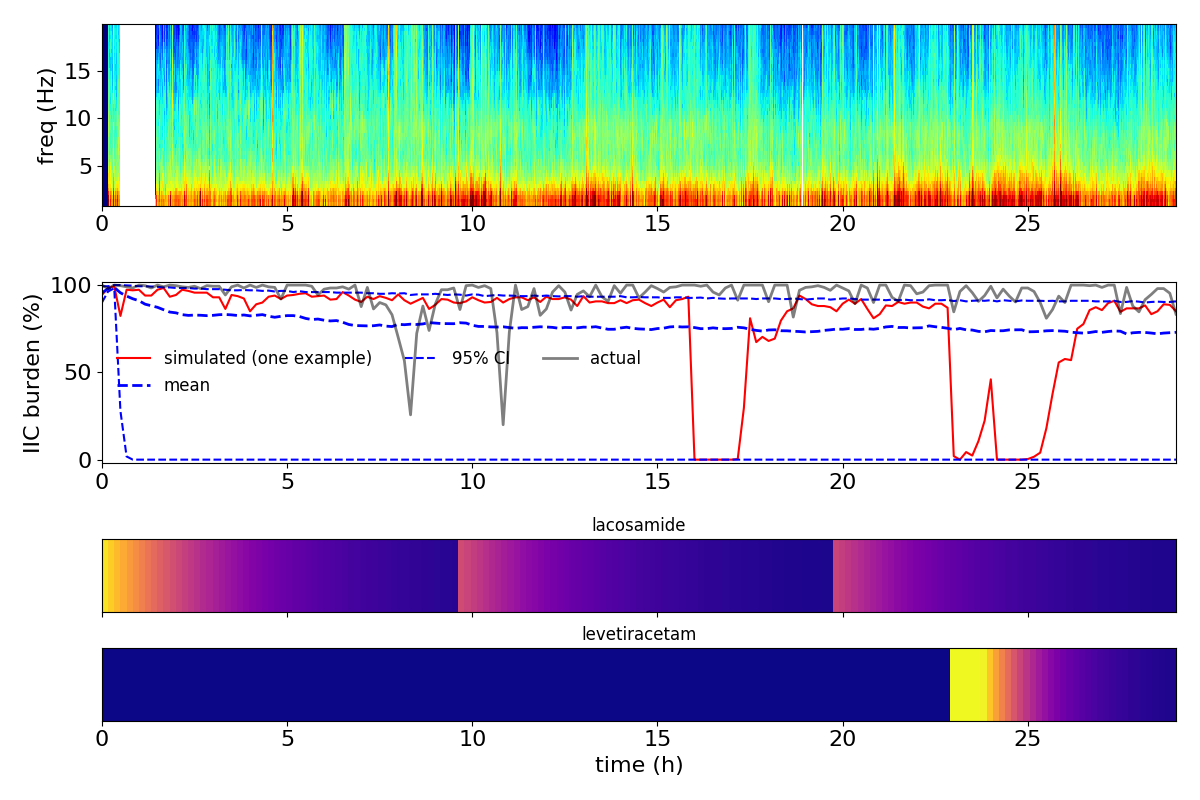 freq (Hz)
15
10
5
0 5 10 15 20 25
IIC burden (%)
100
50
0
simulated (one example) 95% CI actual
mean
0 5 10 15 20 25
lacosamide
levetiracetam
0 5 10 15 20 25
time (h)